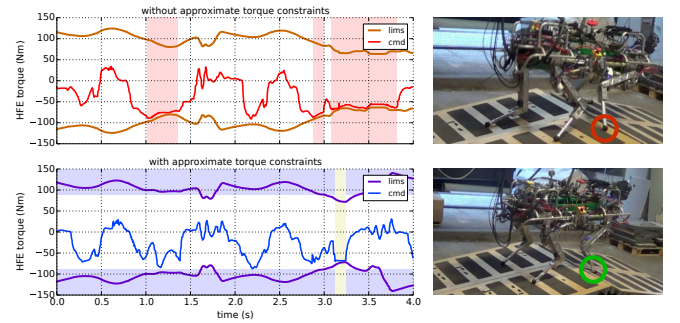 without approximate torque constraints
150
100
50
0
−50
−100
−150
HFE torque (Nm)
lims
cmd
with approximate torque constraints
150
100
50
0
−50
−100
150
HFE torque (Nm)
lims
cmd
0.0 0.5 1.0 1.5 2.0 2.5 3.0 3.5 4.0
time (s)